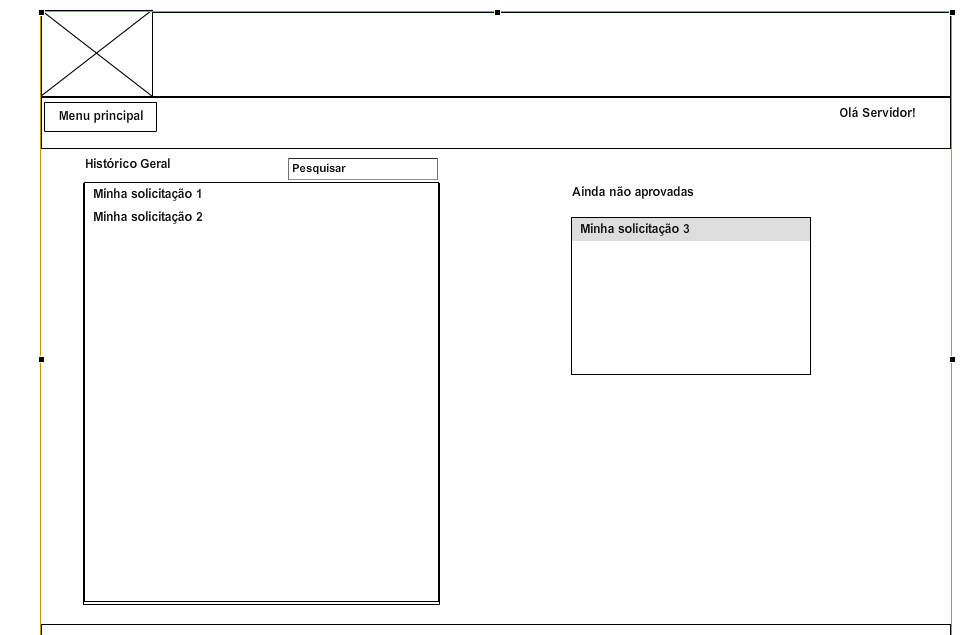 Menu principal
Olá Servidor!
Histórico Geral
Pesquisar
Minha solicitação 1
Minha solicitação 2
Ainda não aprovadas
Minha solicitação 3